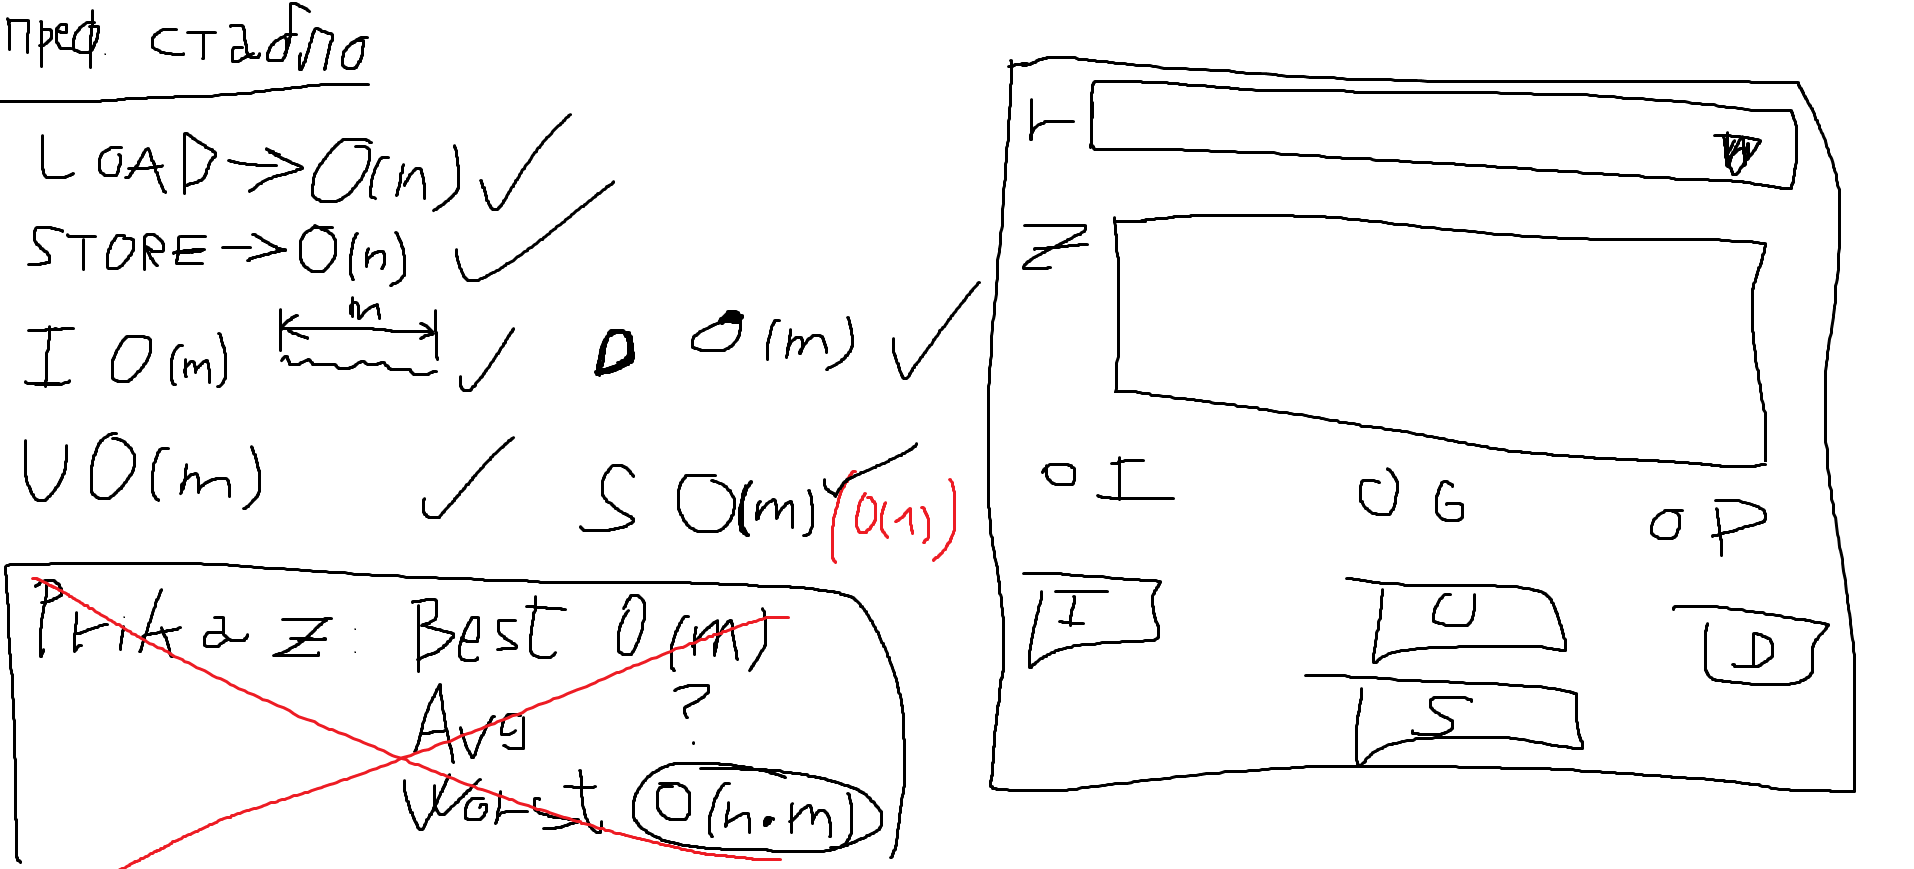 преф. стабло
LOAD → O(n) ✓
STORE → O(n) ✓
m
I O(m) ✓
D O(m) ✓
U O(m) ✓
S O(m) ✓ (O(1))
Prikaz: Best O(m)
Avg ?
Worst O(n·m)
T
Z
I G P
I U D
S